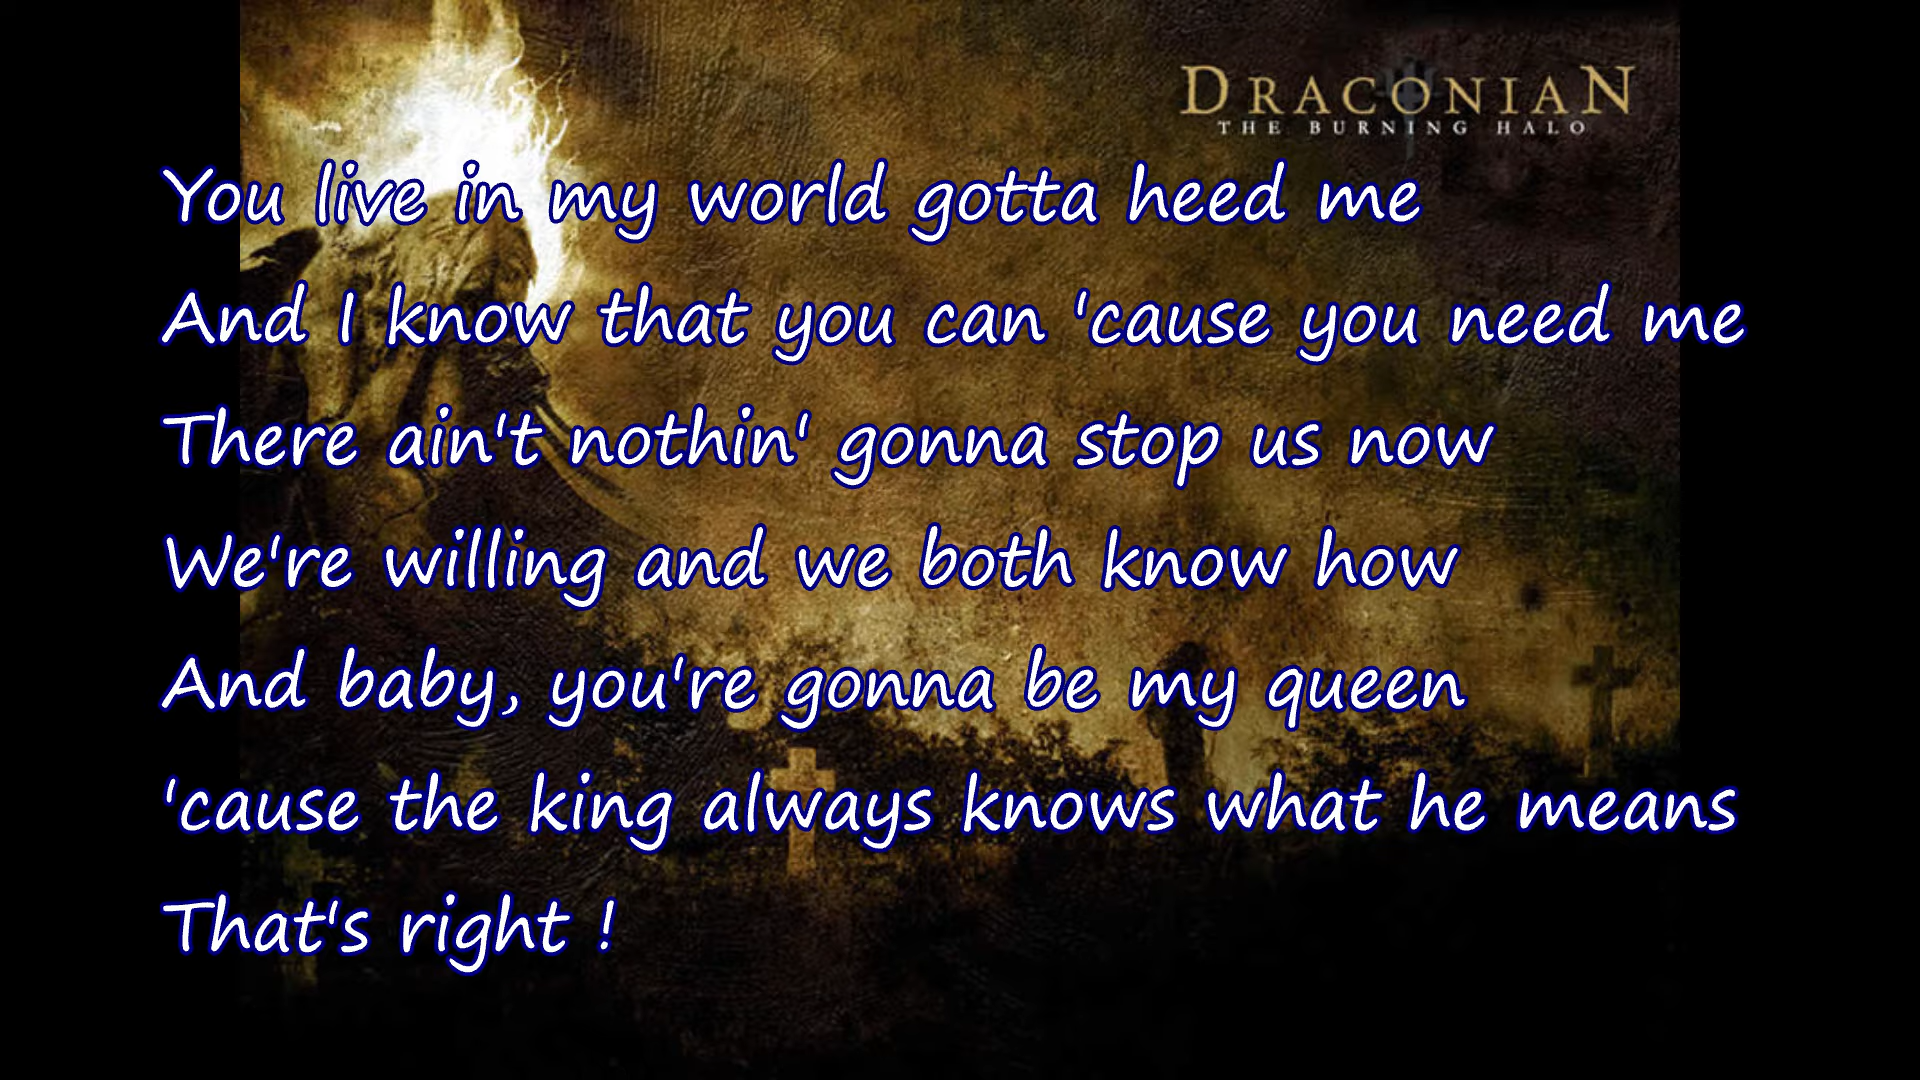 DRACONIAN
THE BURNING HALO
You live in my world gotta heed me
And I know that you can 'cause you need me
There ain't nothin' gonna stop us now
We're willing and we both know how
And baby, you're gonna be my queen
'cause the king always knows what he means
That's right !